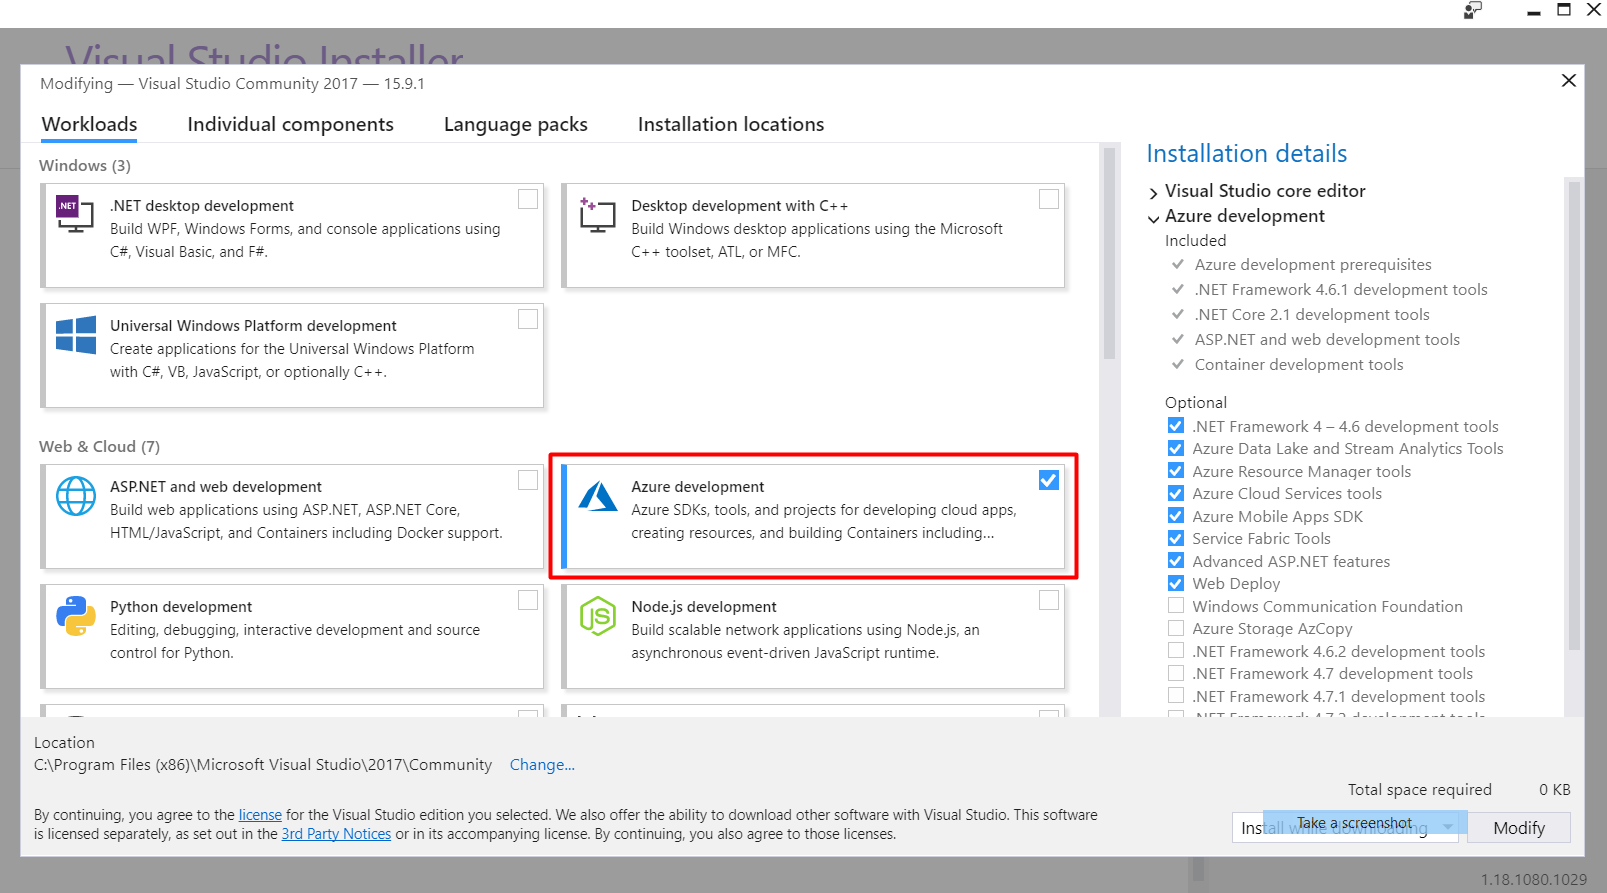 Visual Studio Installer
Modifying — Visual Studio Community 2017 — 15.9.1
Workloads
Individual components
Language packs
Installation locations
Windows (3)
.NET
.NET desktop development
Build WPF, Windows Forms, and console applications using
C#, Visual Basic, and F#.
Desktop development with C++
Build Windows desktop applications using the Microsoft
C++ toolset, ATL, or MFC.
Universal Windows Platform development
Create applications for the Universal Windows Platform
with C#, VB, JavaScript, or optionally C++.
Web & Cloud (7)
ASP.NET and web development
Build web applications using ASP.NET, ASP.NET Core,
HTML/JavaScript, and Containers including Docker support.
Azure development
Azure SDKs, tools, and projects for developing cloud apps,
creating resources, and building Containers including...
Python development
Editing, debugging, interactive development and source
control for Python.
JS
Node.js development
Build scalable network applications using Node.js, an
asynchronous event-driven JavaScript runtime.
Installation details
Visual Studio core editor
Azure development
Included
Azure development prerequisites
.NET Framework 4.6.1 development tools
.NET Core 2.1 development tools
ASP.NET and web development tools
Container development tools
Optional
.NET Framework 4 – 4.6 development tools
Azure Data Lake and Stream Analytics Tools
Azure Resource Manager tools
Azure Cloud Services tools
Azure Mobile Apps SDK
Service Fabric Tools
Advanced ASP.NET features
Web Deploy
Windows Communication Foundation
Azure Storage AzCopy
.NET Framework 4.6.2 development tools
.NET Framework 4.7 development tools
.NET Framework 4.7.1 development tools
Location
C:\Program Files (x86)\Microsoft Visual Studio\2017\Community Change...
By continuing, you agree to the license for the Visual Studio edition you selected. We also offer the ability to download other software with Visual Studio. This software
is licensed separately, as set out in the 3rd Party Notices or in its accompanying license. By continuing, you also agree to those licenses.
Total space required 0 KB
Install while downloading
Take a screenshot
Modify
1.18.1080.1029